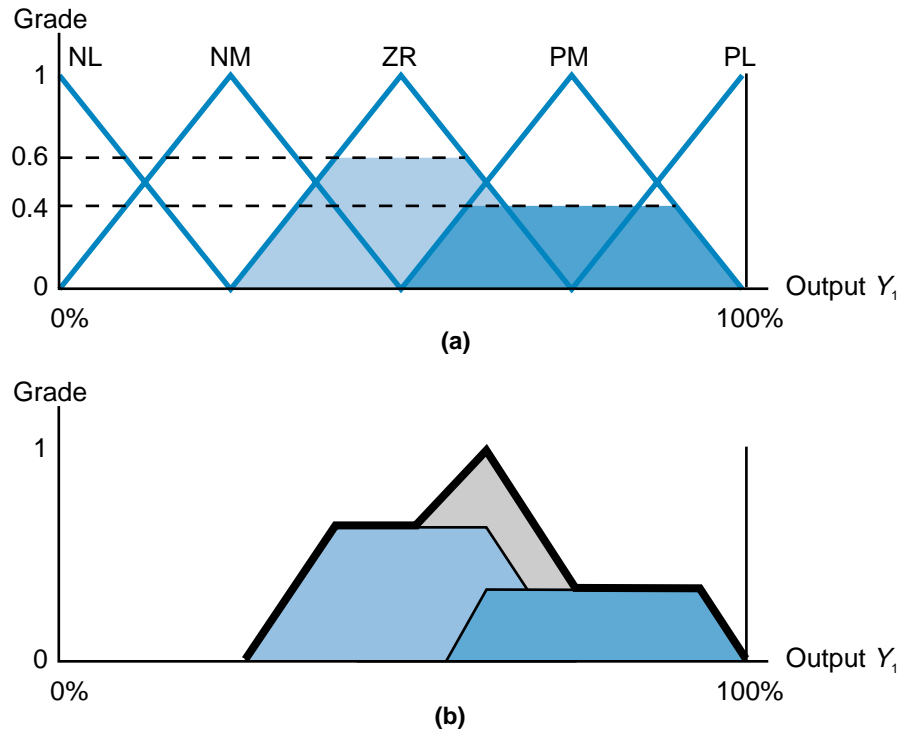 Grade
NL NM ZR PM PL
1
0.6
0.4
0
Output Y₁
0% 100%
(a)
Grade
1
0
Output Y₁
0% 100%
(b)